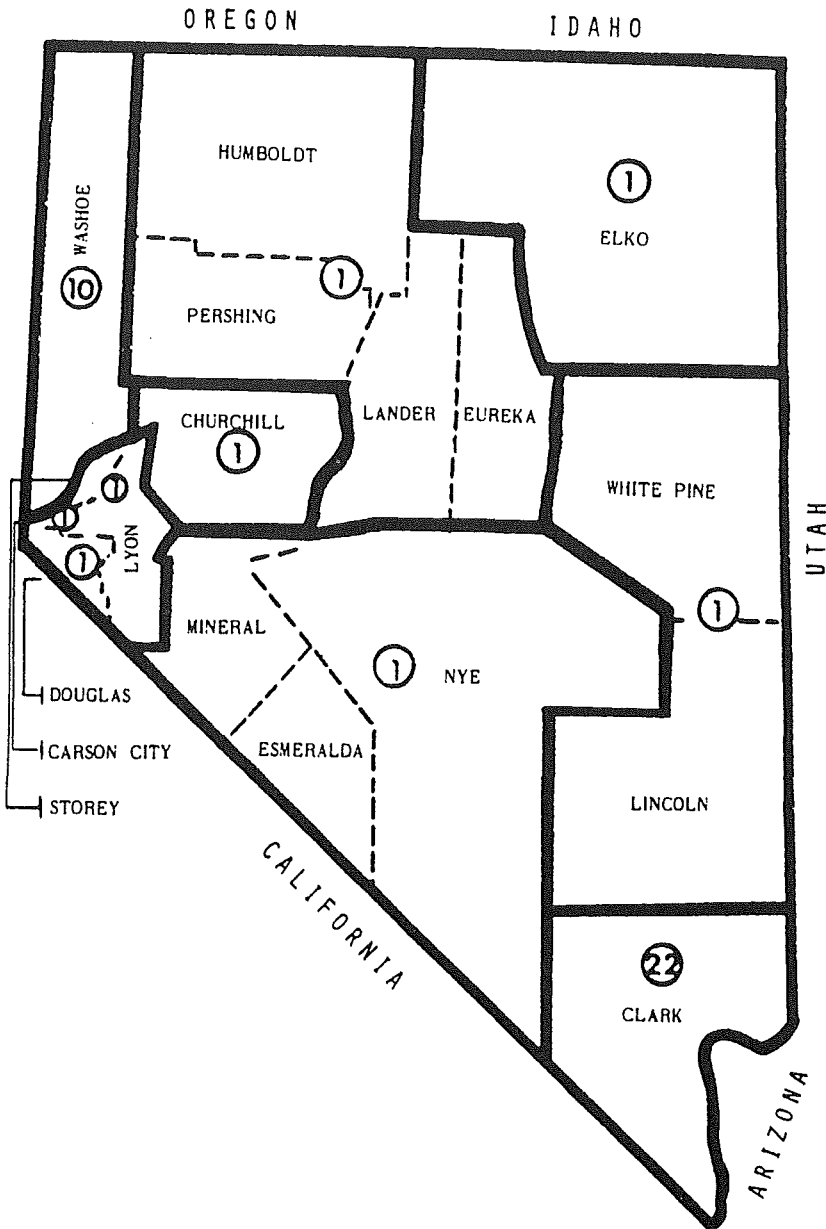 OREGON
IDAHO
HUMBOLDT
1
ELKO
WASHOE
10
1
PERSHING
CHURCHILL
1
LANDER
EUREKA
WHITE PINE
UTAH
1
1
1
LYON
MINERAL
1
1
NYE
DOUGLAS
CARSON CITY
ESMERALDA
STOREY
LINCOLN
CALIFORNIA
22
CLARK
ARIZONA